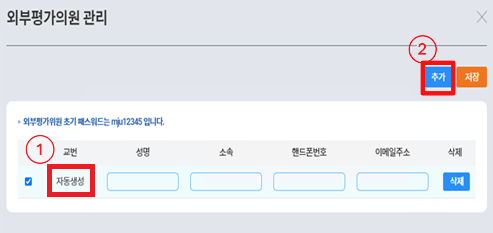 외부평가의원 관리
②
추가 저장
외부평가위원 초기 패스워드는 mju12345 입니다.
①
교번 성명 소속 핸드폰번호 이메일주소 삭제
자동생성 삭제